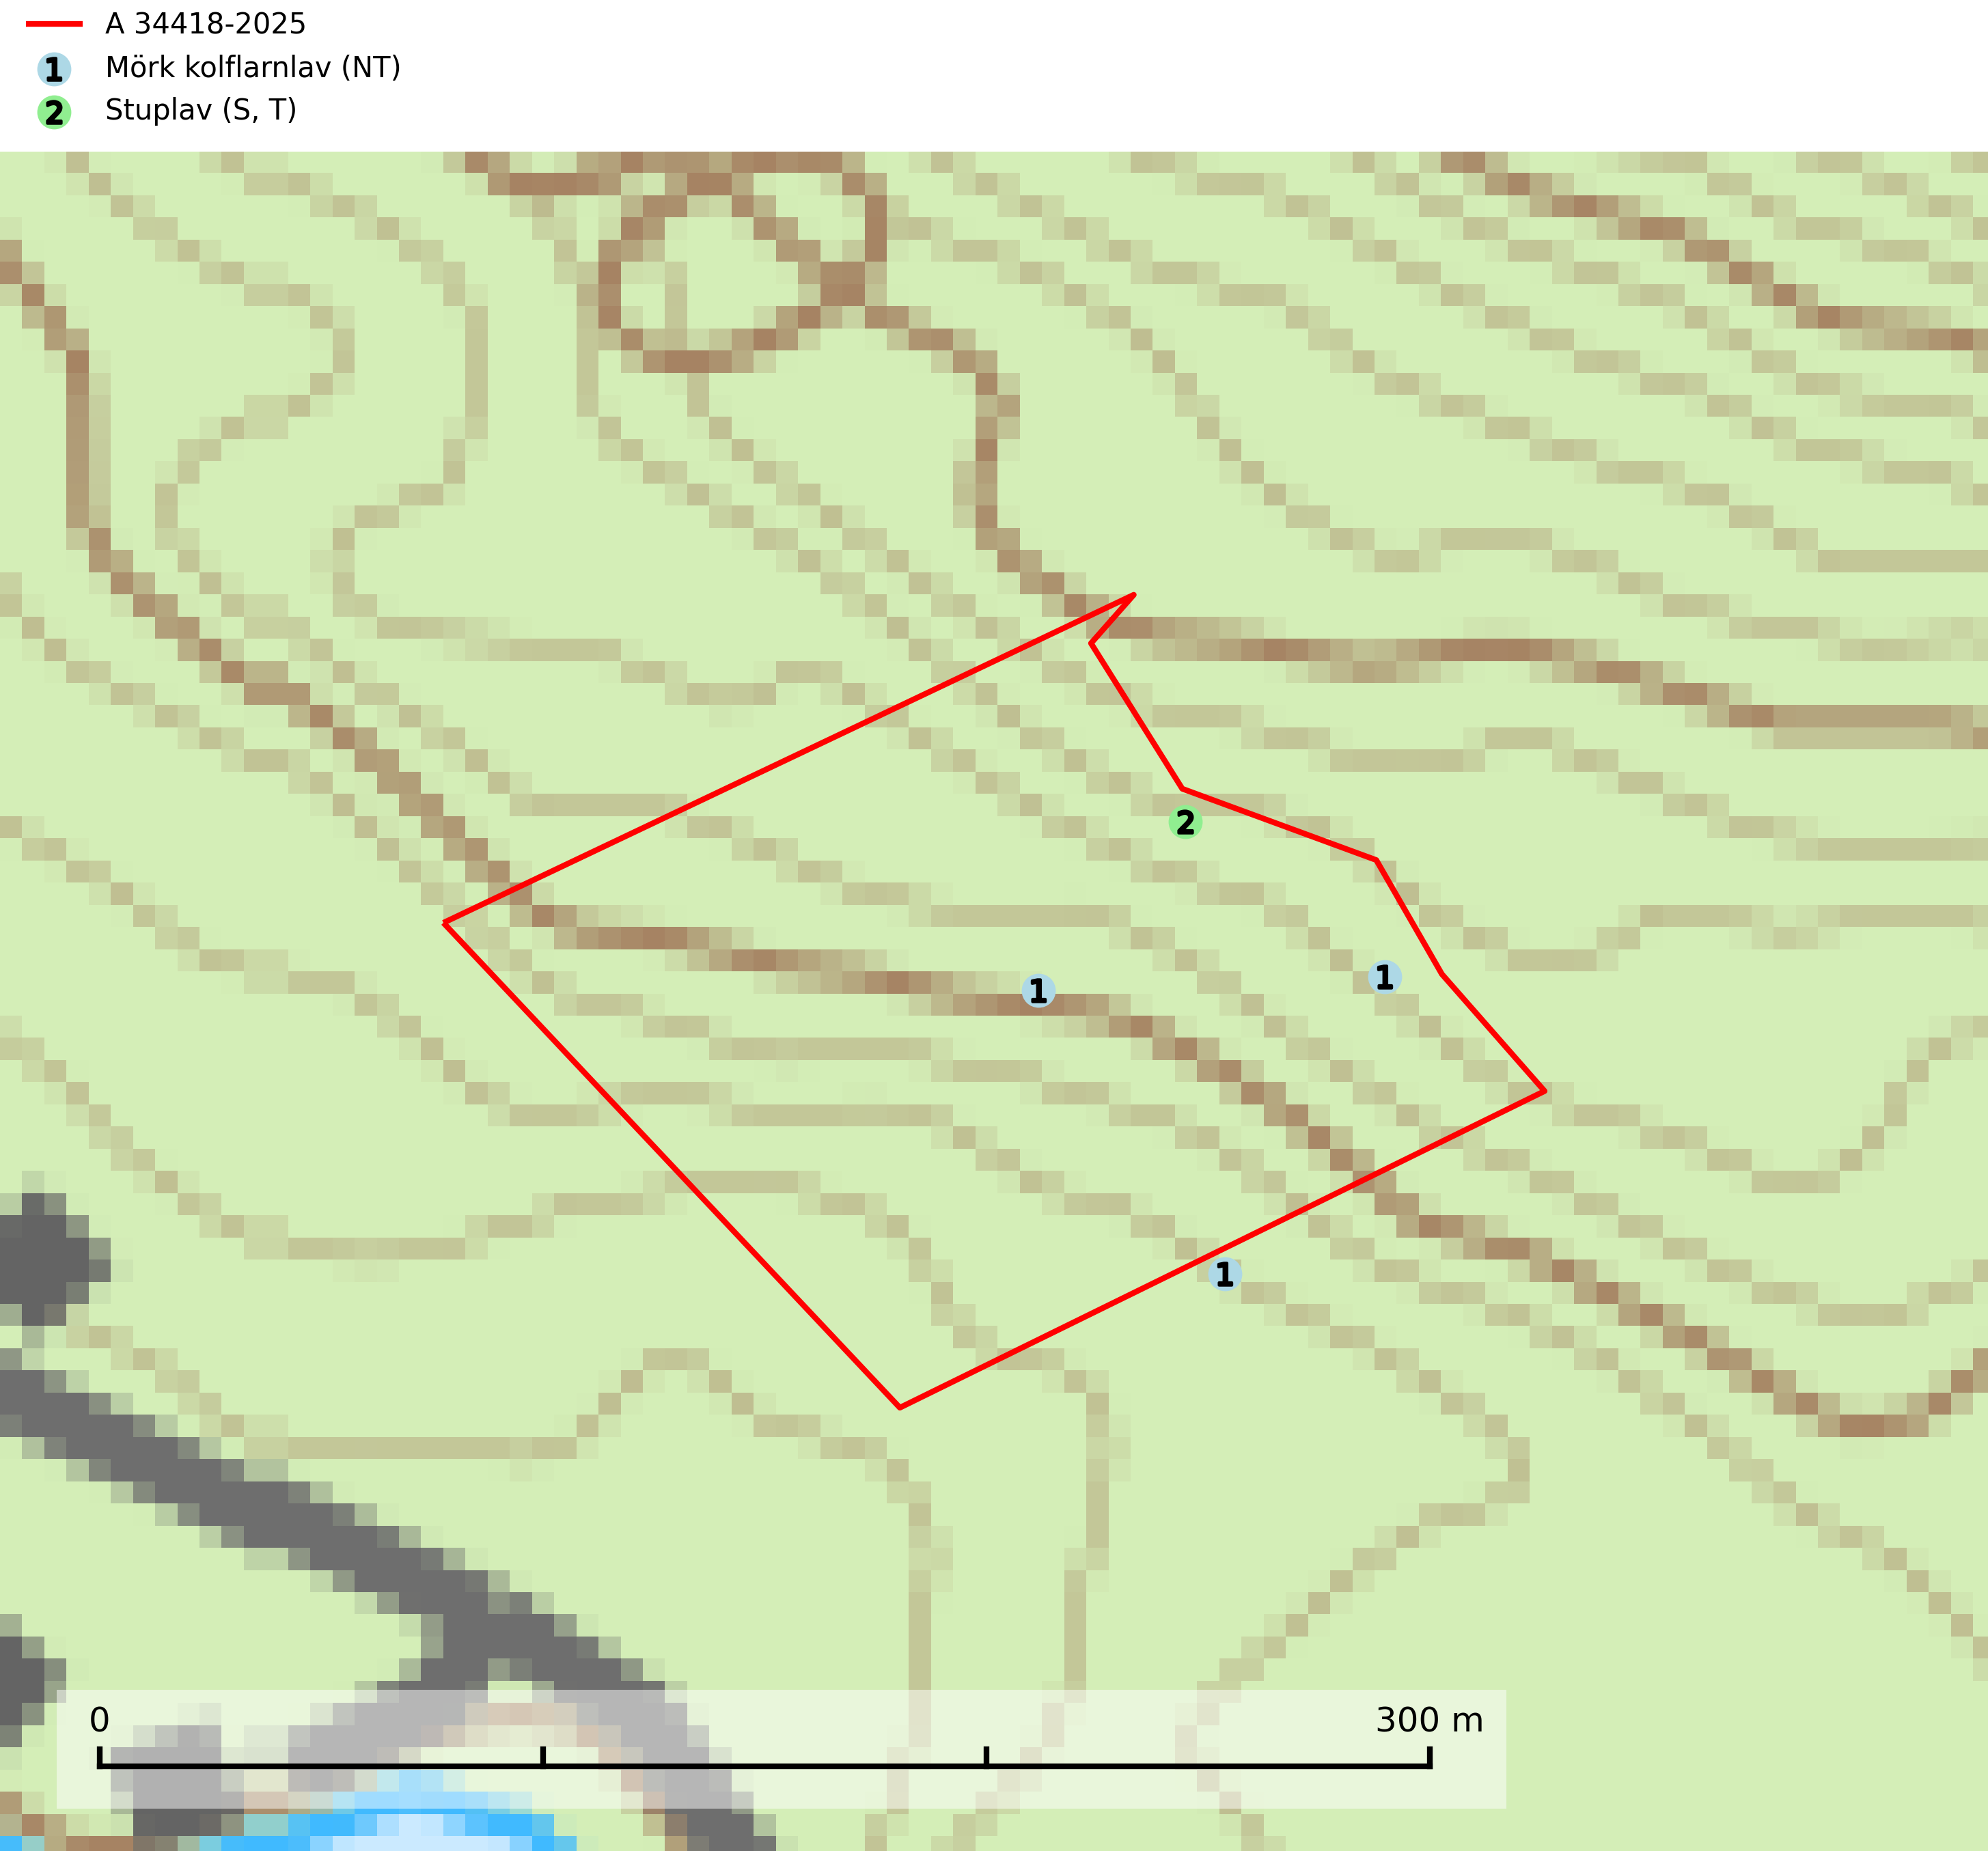 A 34418-2025
1 Mörk kolflarnlav (NT)
2 Stuplav (S, T)
2
1
1
1
0 300 m